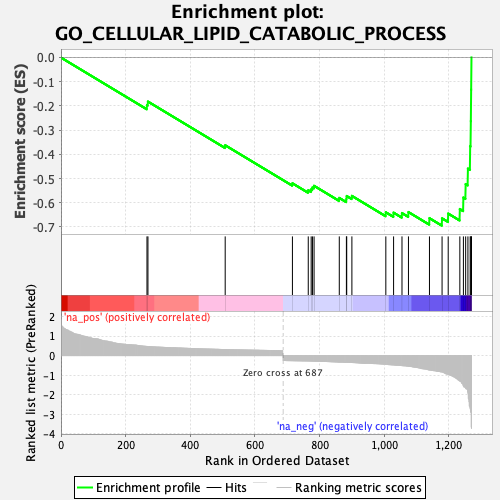 Enrichment plot:
GO_CELLULAR_LIPID_CATABOLIC_PROCESS
Enrichment score (ES)
0.0
-0.1
-0.2
-0.3
-0.4
-0.5
-0.6
-0.7
'na_pos' (positively correlated)
Ranked list metric (PreRanked)
2
1
0
-1
-2
-3
-4
Zero cross at 687
'na_neg' (negatively correlated)
0 200 400 600 800 1,000 1,200
Rank in Ordered Dataset
Enrichment profile Hits Ranking metric scores